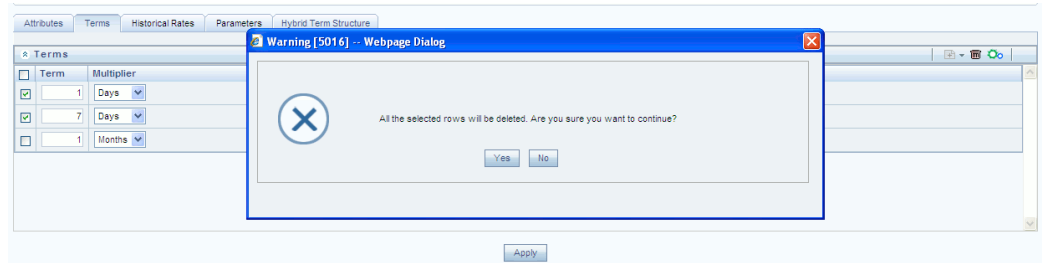 Attributes Terms Historical Rates Parameters Hybrid Term Structure
Warning [5016] -- Webpage Dialog
Terms
Term Multiplier
1 Days
7 Days
1 Months
All the selected rows will be deleted. Are you sure you want to continue?
Yes No
Apply